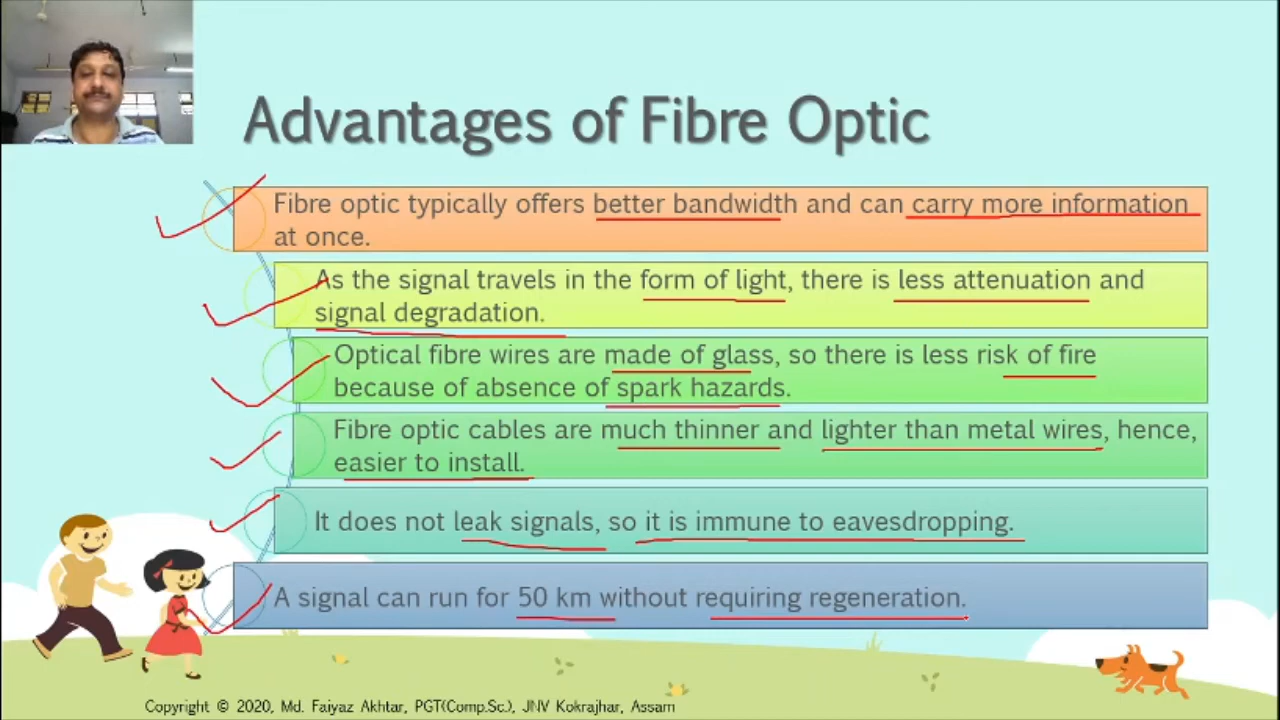 Advantages of Fibre Optic
Fibre optic typically offers better bandwidth and can carry more information
at once.
As the signal travels in the form of light, there is less attenuation and
signal degradation.
Optical fibre wires are made of glass, so there is less risk of fire
because of absence of spark hazards.
Fibre optic cables are much thinner and lighter than metal wires, hence,
easier to install.
It does not leak signals, so it is immune to eavesdropping.
A signal can run for 50 km without requiring regeneration.
Copyright © 2020, Md. Faiyaz Akhtar, PGT(Comp.Sc.), JNV Kokrajhar, Assam